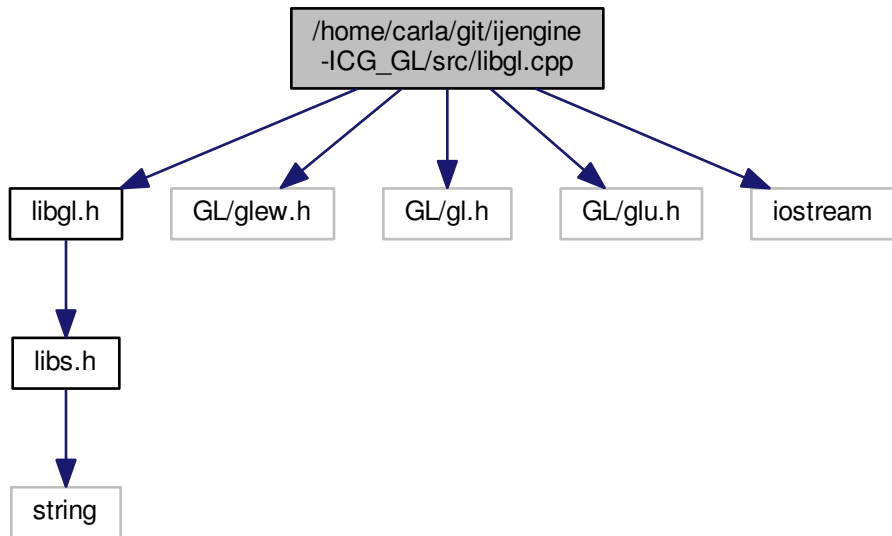 /home/carla/git/ijengine
-ICG_GL/src/libgl.cpp
libgl.h
GL/glew.h
GL/gl.h
GL/glu.h
iostream
libs.h
string